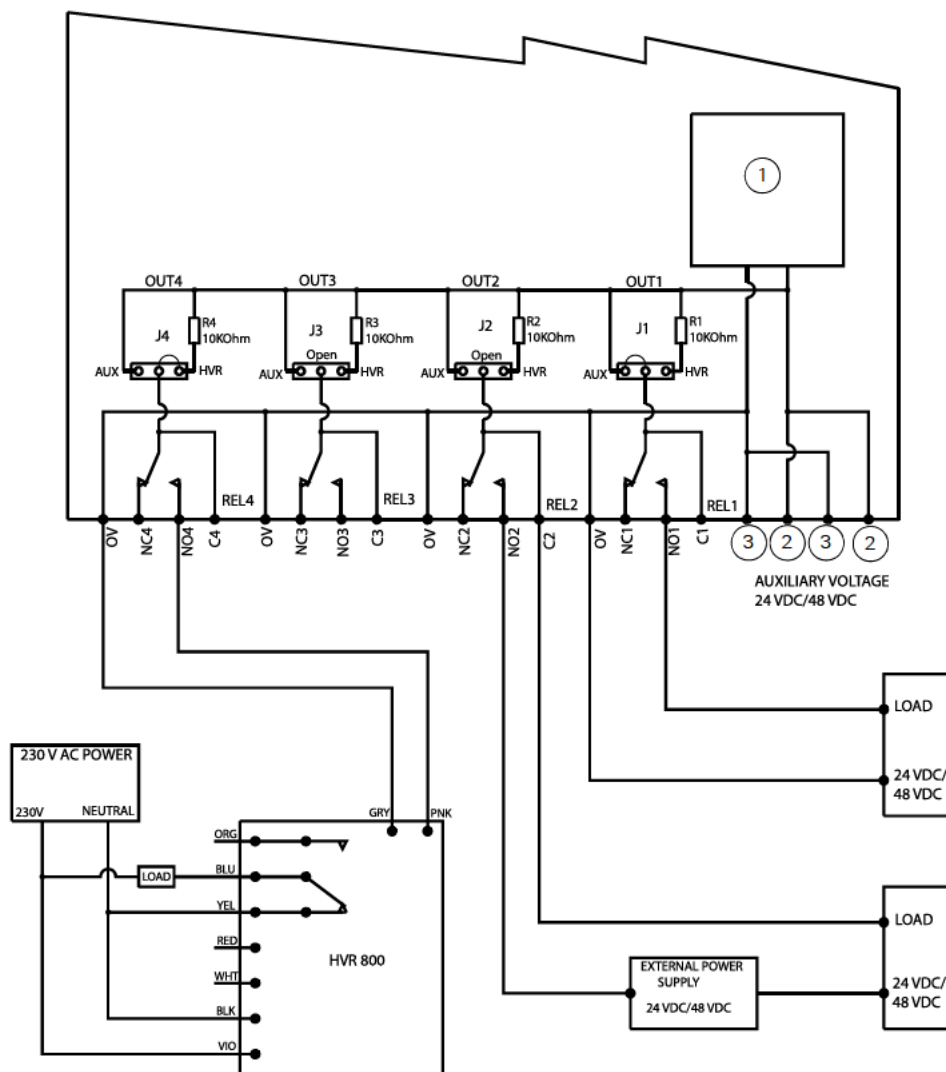 1
OUT4
OUT3
OUT2
OUT1
R4
10KOhm
R3
10KOhm
R2
10KOhm
R1
10KOhm
J4
J3
J2
J1
Open
Open
AUX
HVR
AUX
HVR
AUX
HVR
AUX
HVR
REL4
REL3
REL2
REL1
OV
NC4
NO4
C4
OV
NC3
NO3
C3
OV
NC2
NO2
C2
OV
NC1
NO1
C1
3
2
3
2
AUXILIARY VOLTAGE
24 VDC/48 VDC
LOAD
24 VDC/
48 VDC
230 V AC POWER
230V
NEUTRAL
GRY
PNK
ORG
LOAD
BLU
YEL
RED
WHT
BLK
VIO
HVR 800
LOAD
24 VDC/
48 VDC
EXTERNAL POWER
SUPPLY
24 VDC/48 VDC